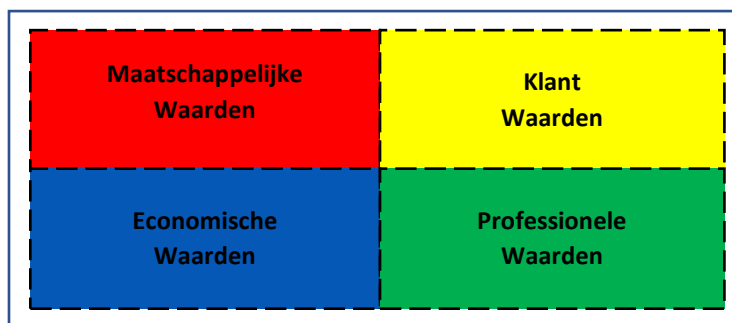 Maatschappelijke
Waarden
Klant
Waarden
Economische
Waarden
Professionele
Waarden